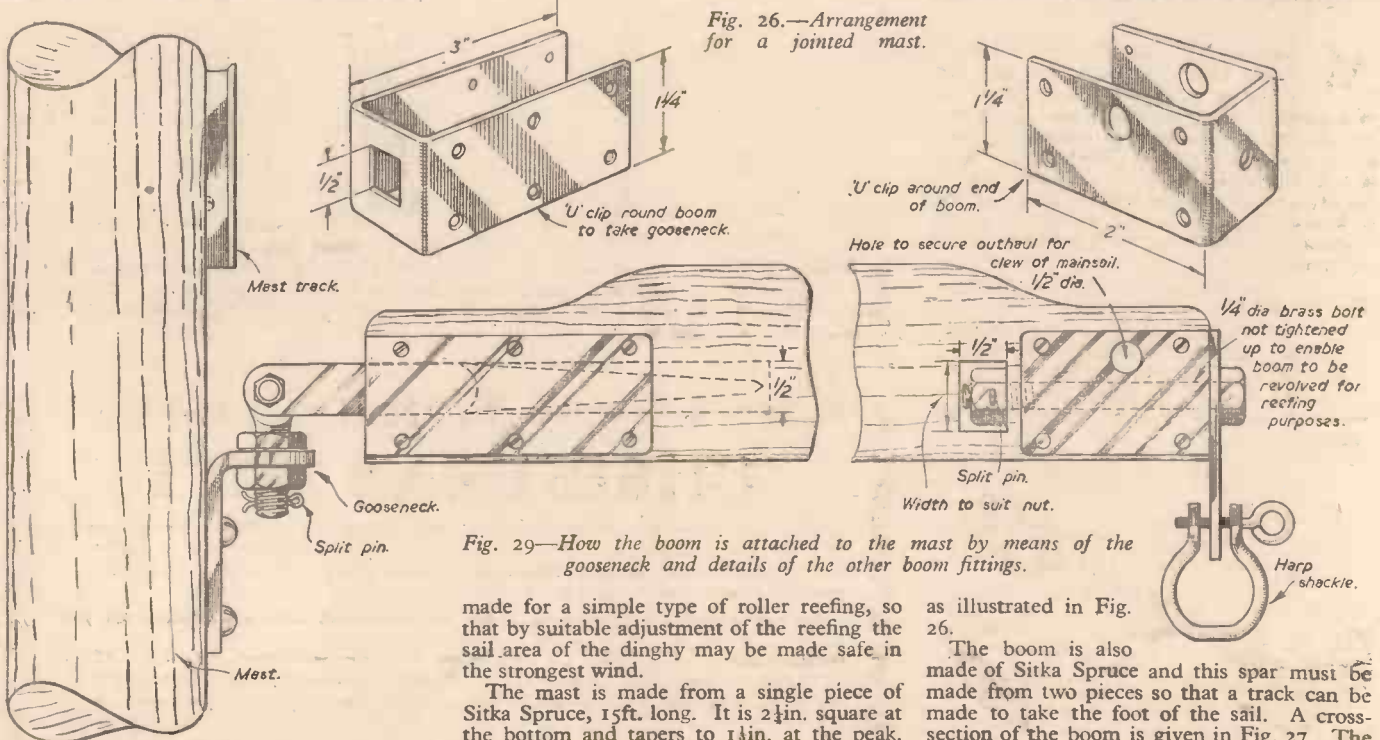 Fig. 26.—Arrangement
for a jointed mast.
3"
1¼"
½"
'U' clip round boom
to take gooseneck.
1¼"
'U' clip around end
of boom.
2"
Hole to secure outhaul for
clew of mainsail.
½" dia.
¼" dia brass bolt
not tightened
up to enable
boom to be
revolved for
reefing
purposes.
Mast track.
½"
½"
Gooseneck.
Split pin.
Split pin.
Width to suit nut.
Harp
shackle.
Mast.
Fig. 29—How the boom is attached to the mast by means of the
gooseneck and details of the other boom fittings.
made for a simple type of roller reefing, so
that by suitable adjustment of the reefing the
sail area of the dinghy may be made safe in
the strongest wind.
The mast is made from a single piece of
Sitka Spruce, 15ft. long. It is 2¼in. square at
the bottom and tapers to 1¼in. at the peak.
as illustrated in Fig.
26.
The boom is also
made of Sitka Spruce and this spar must be
made from two pieces so that a track can be
made to take the foot of the sail. A cross-
section of the boom is given in Fig. 27. The